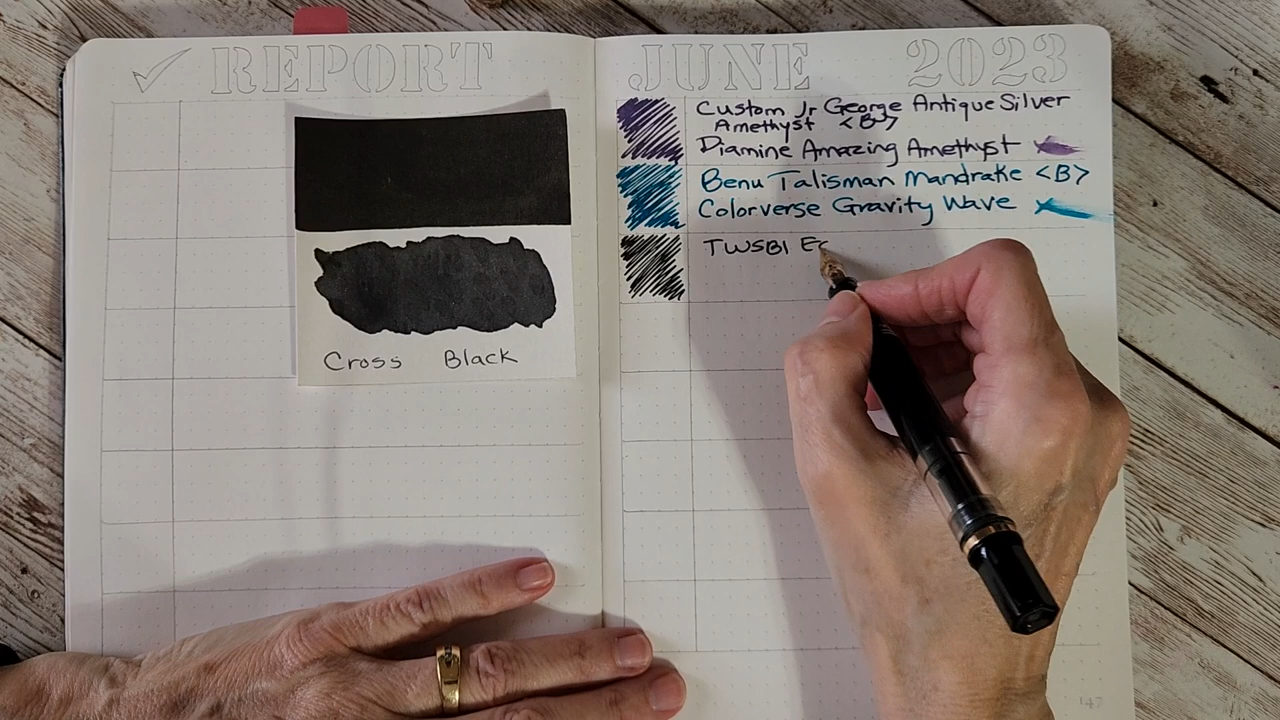 ✓ REPORT
Cross Black
JUNE 2023
Custom Jr George Antique Silver
Amethyst <B>
Diamine Amazing Amethyst
Benu Talisman Mandrake <B>
Colorverse Gravity Wave
TWSBI Ec
147